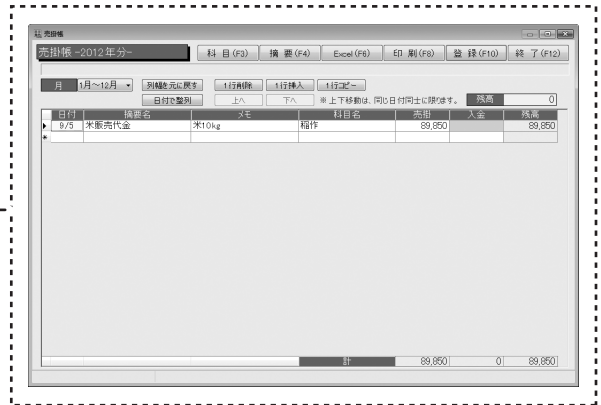 売掛帳
売掛帳 -2012年分-
科 目(F3) 摘 要(F4) Excel(F6) 印 刷(F8) 登 録(F10) 終 了(F12)
月 1月～12月 列幅を元に戻す 1行削除 1行挿入 1行コピー
日付で整列 上へ 下へ ※上下移動は、同じ日付同士に限ります。 残高 0
日付 摘要名 メモ 科目名 売掛 入金 残高
9/5 米販売代金 米10kg 稲作 89,850 89,850
*
計 89,850 0 89,850